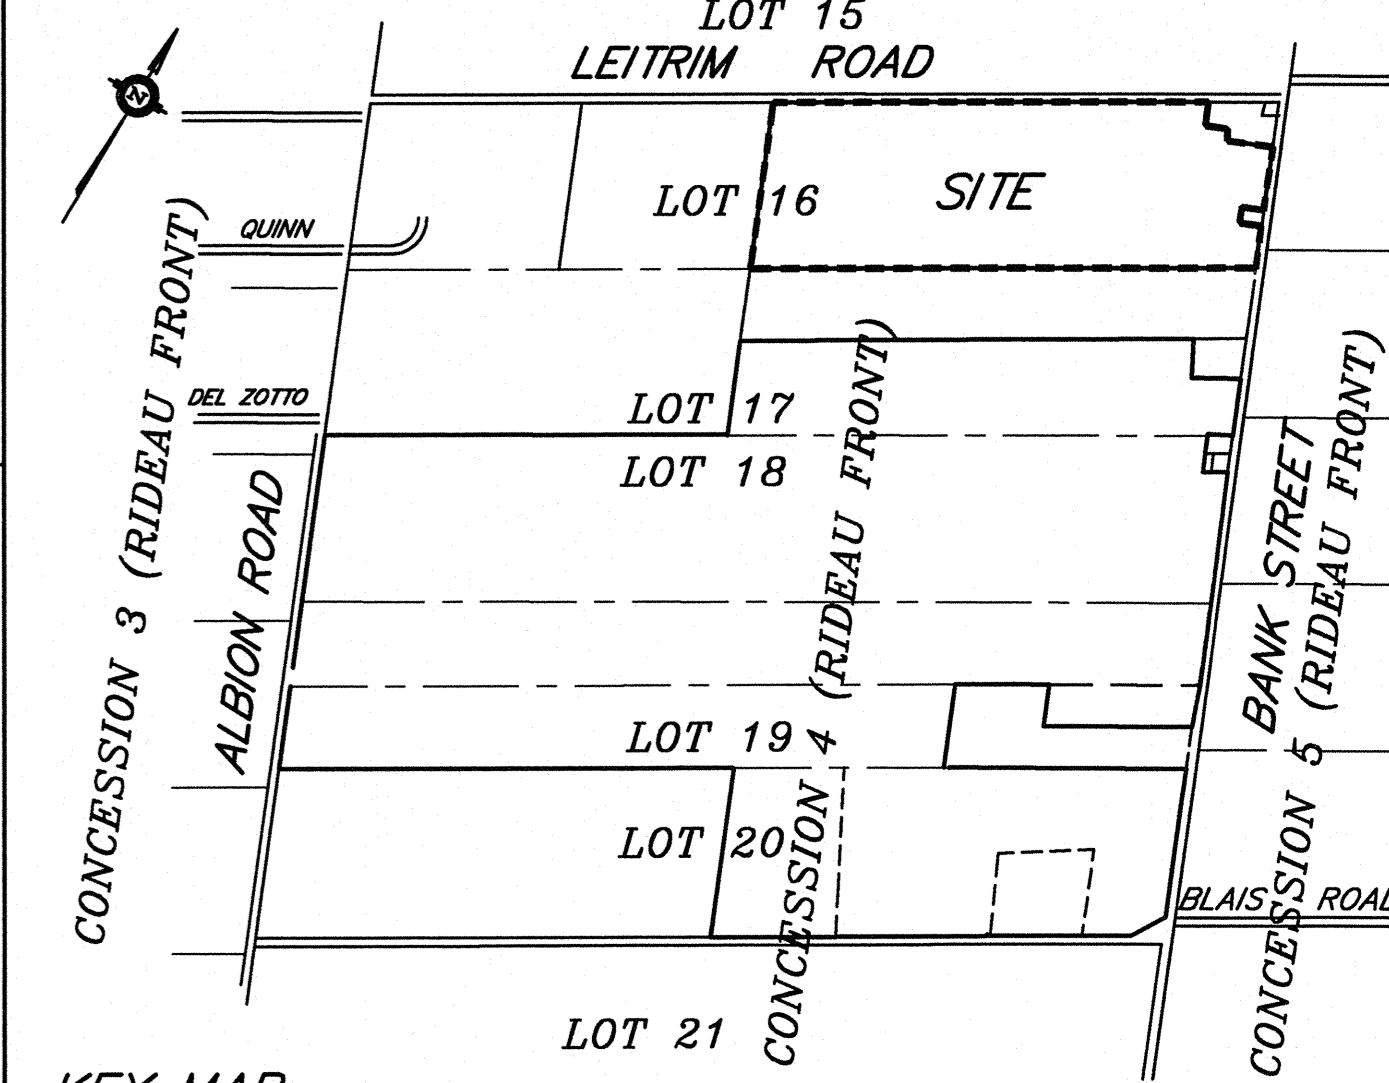 LOT 15
LEITRIM ROAD
N
LOT 16
SITE
QUINN
DEL ZOTTO
LOT 17
LOT 18
CONCESSION 3 (RIDEAU FRONT)
ALBION ROAD
CONCESSION 4 (RIDEAU FRONT)
BANK STREET
CONCESSION 5 (RIDEAU FRONT)
LOT 19
LOT 20
BLAIS ROAD
LOT 21
KEY MAP